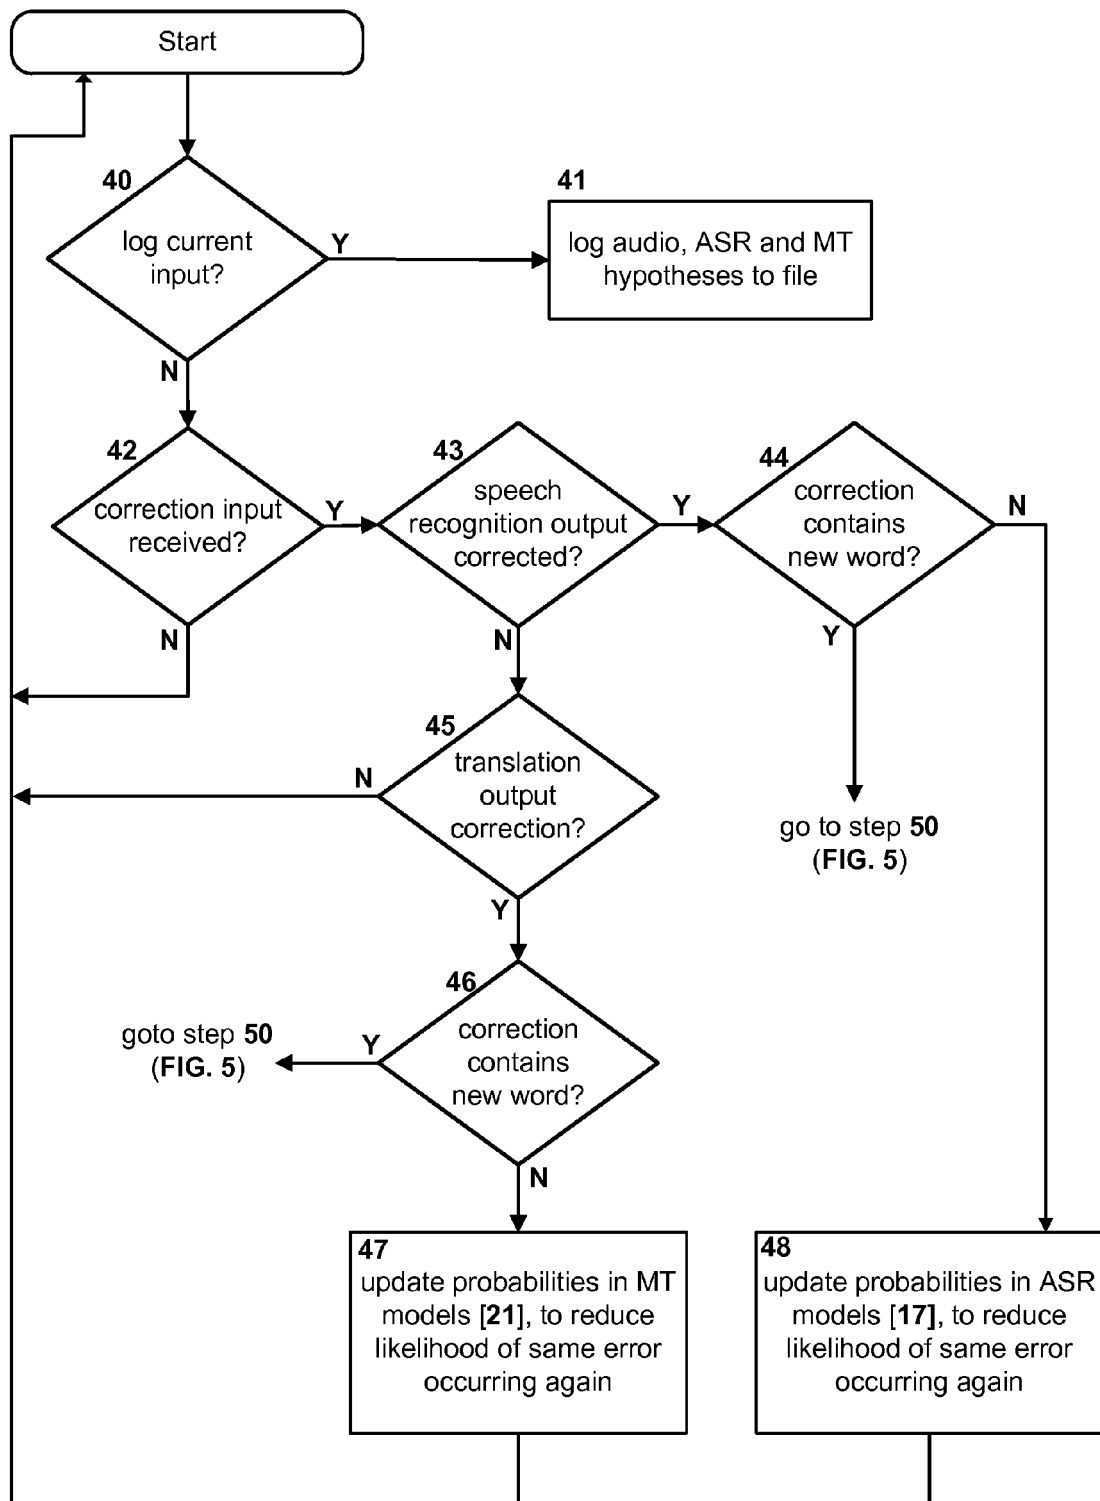 Start
40
log current
input?
Y
N
41
log audio, ASR and MT
hypotheses to file
42
correction input
received?
Y
N
43
speech
recognition output
corrected?
Y
N
44
correction
contains
new word?
N
Y
go to step 50
(FIG. 5)
45
translation
output
correction?
N
Y
46
correction
contains
new word?
Y
N
goto step 50
(FIG. 5)
47
update probabilities in MT
models [21], to reduce
likelihood of same error
occurring again
48
update probabilities in ASR
models [17], to reduce
likelihood of same error
occurring again